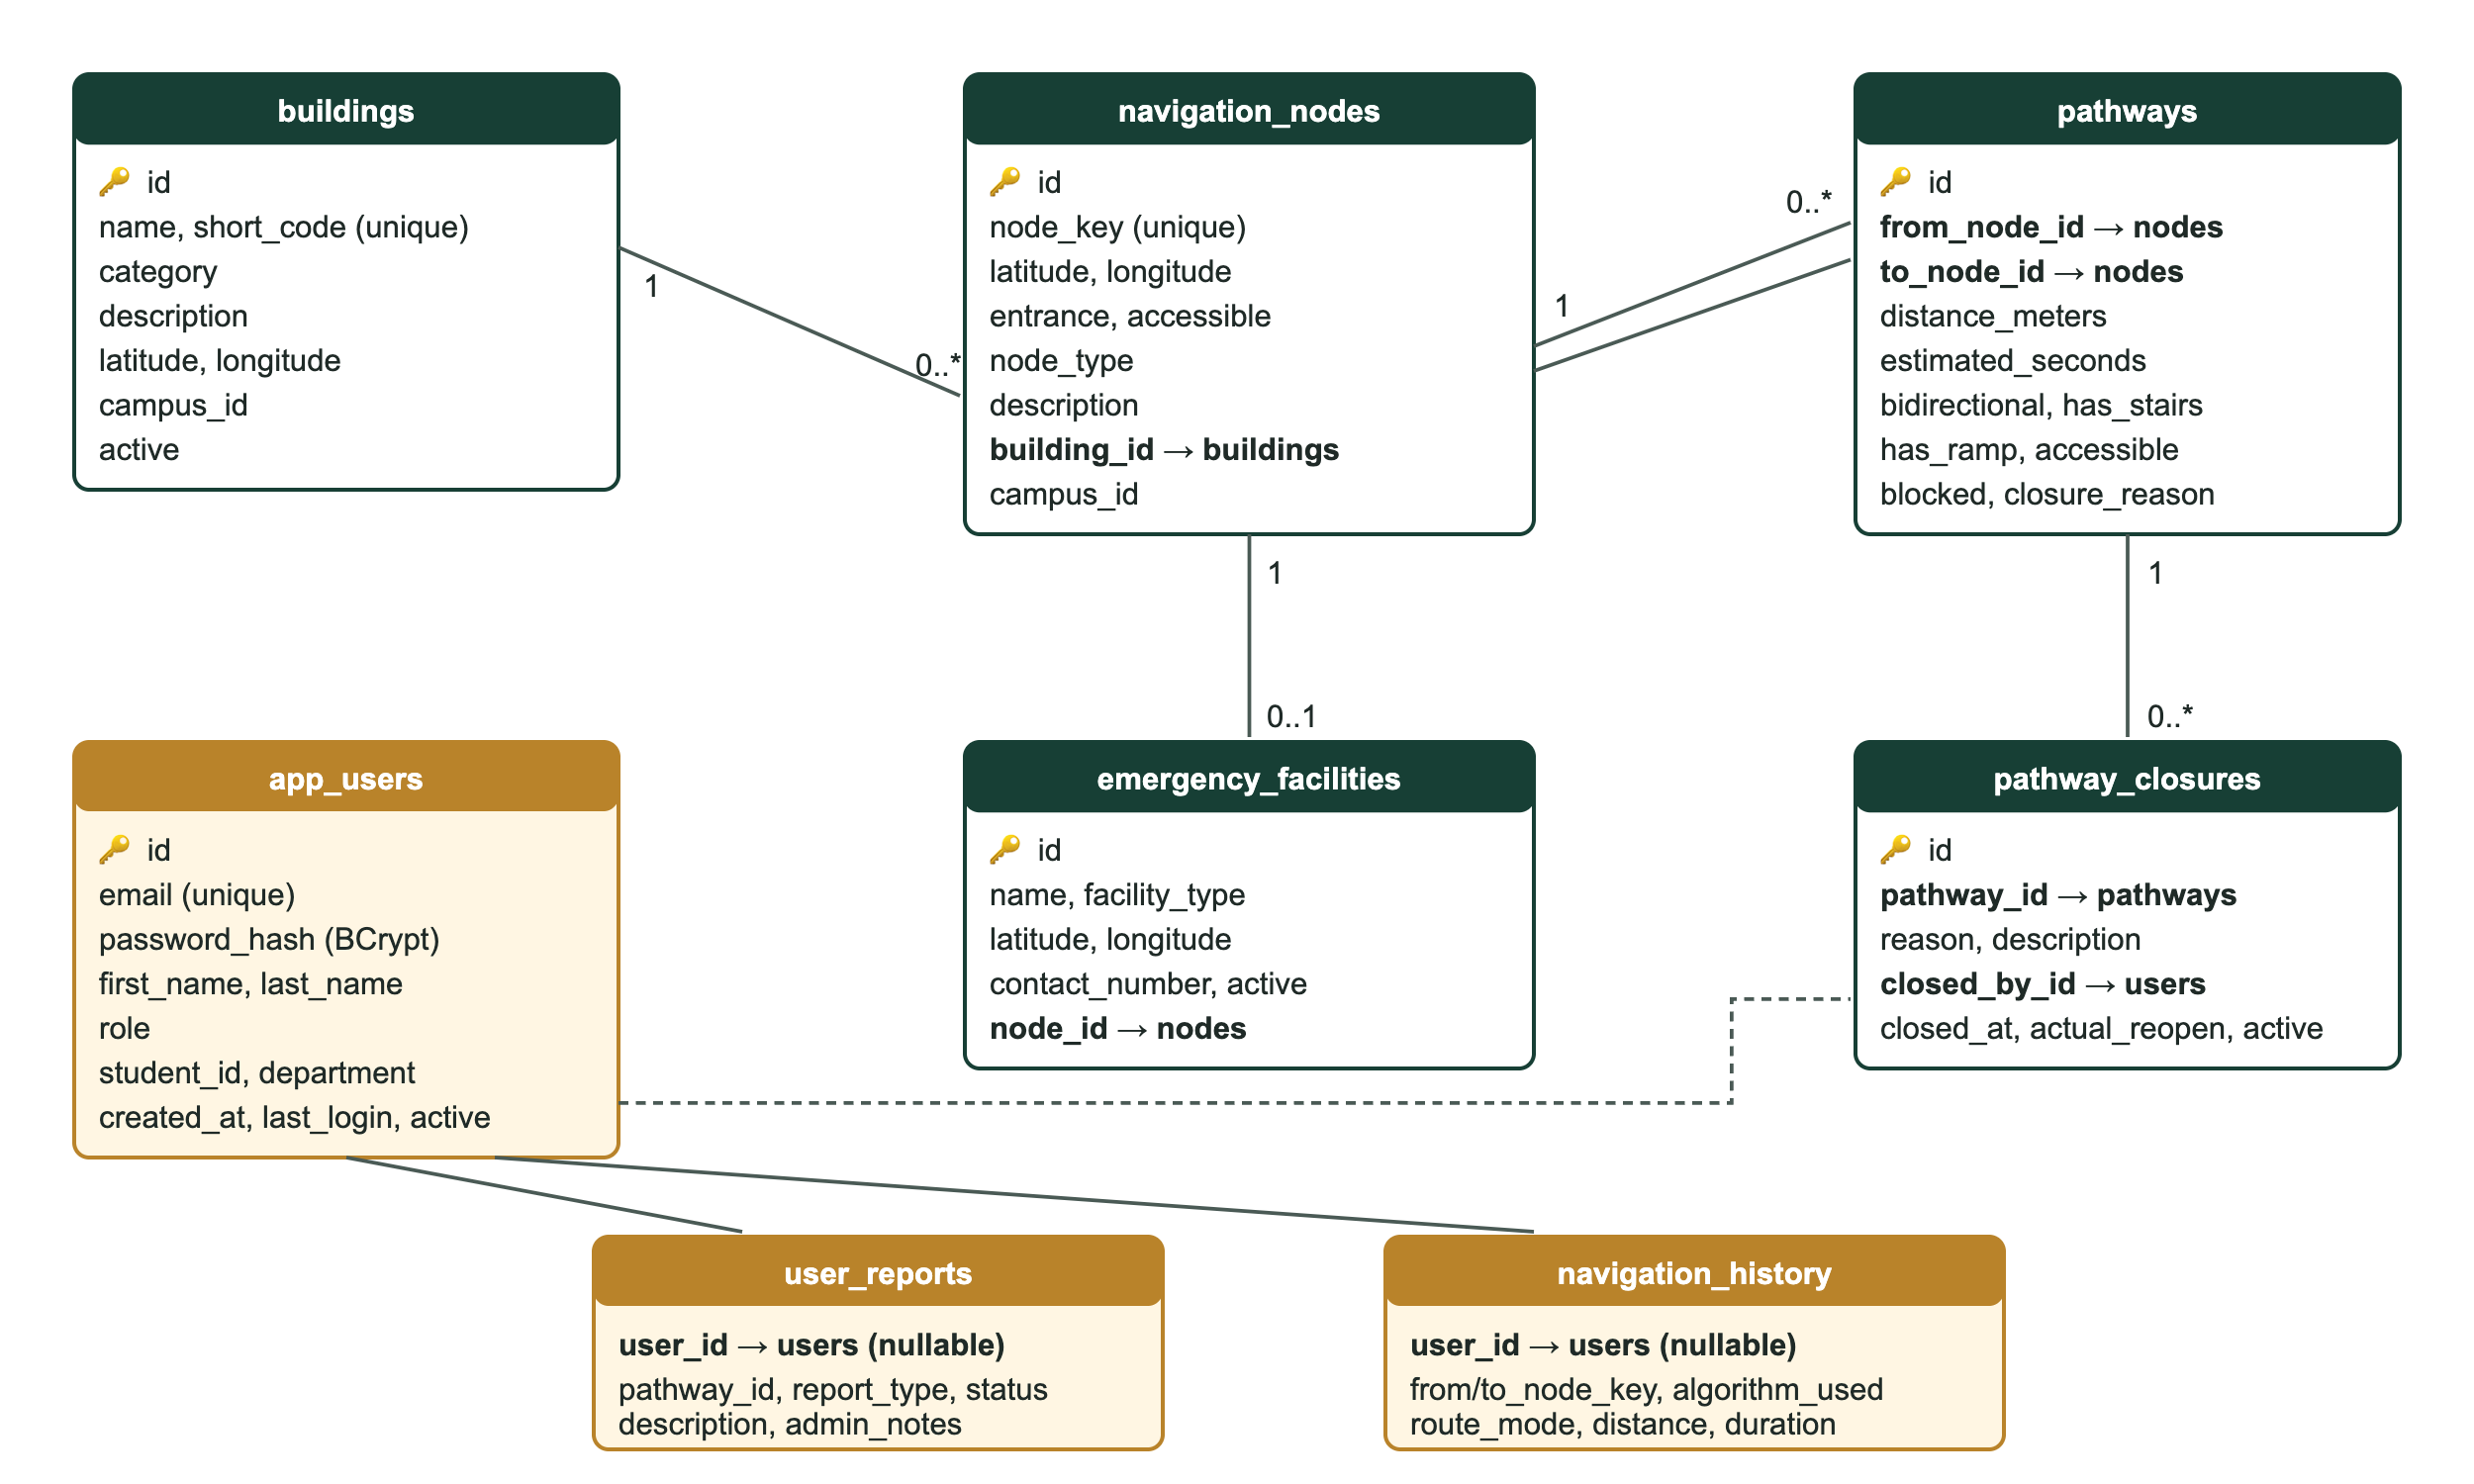 buildings
🔑 id
name, short_code (unique)
category
description
latitude, longitude
campus_id
active
1
0..*
navigation_nodes
🔑 id
node_key (unique)
latitude, longitude
entrance, accessible
node_type
description
building_id → buildings
campus_id
1
0..*
pathways
🔑 id
from_node_id → nodes
to_node_id → nodes
distance_meters
estimated_seconds
bidirectional, has_stairs
has_ramp, accessible
blocked, closure_reason
1
0..1
1
0..*
app_users
🔑 id
email (unique)
password_hash (BCrypt)
first_name, last_name
role
student_id, department
created_at, last_login, active
emergency_facilities
🔑 id
name, facility_type
latitude, longitude
contact_number, active
node_id → nodes
pathway_closures
🔑 id
pathway_id → pathways
reason, description
closed_by_id → users
closed_at, actual_reopen, active
user_reports
user_id → users (nullable)
pathway_id, report_type, status
description, admin_notes
navigation_history
user_id → users (nullable)
from/to_node_key, algorithm_used
route_mode, distance, duration